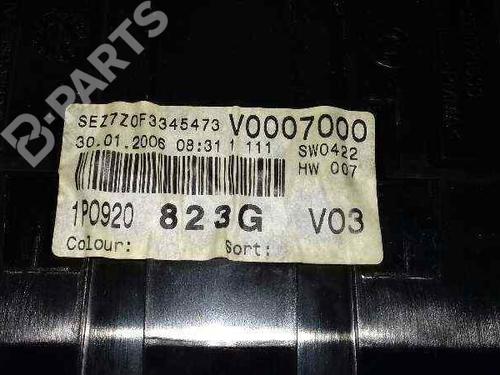 B-PARTS
SEZ7Z0F3345473 V0007000
30.01.2006 08:31 1 111 SW0422
HW 007
1P0920 823G V03
Colour: Sort: